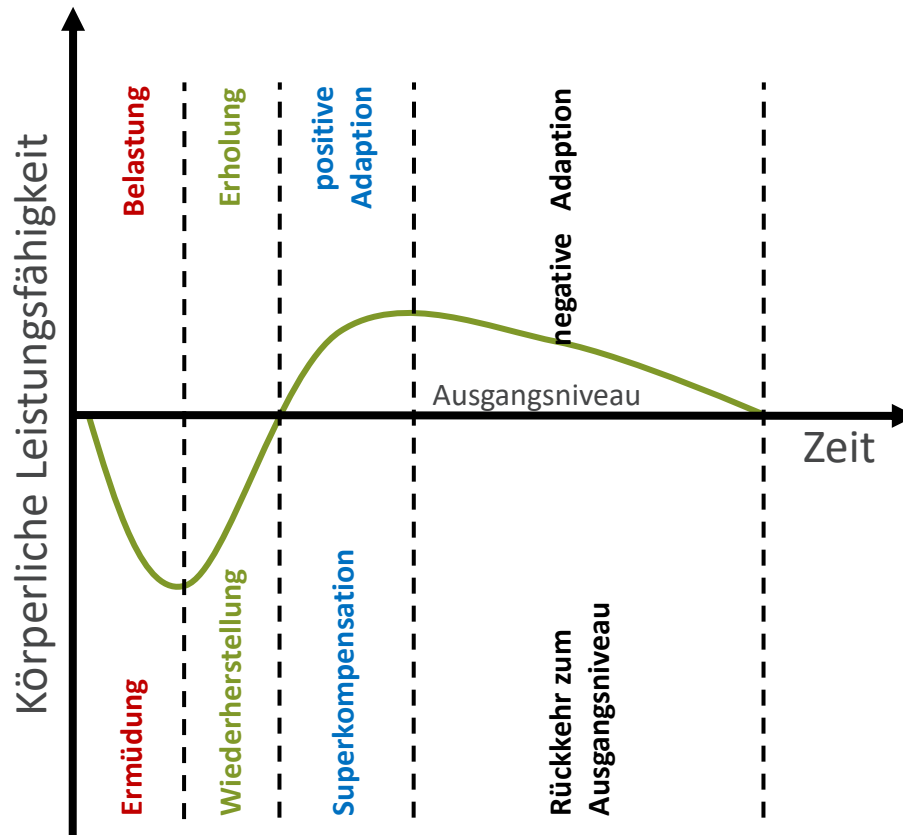 Körperliche Leistungsfähigkeit
Belastung
Erholung
positive
Adaption
negative Adaption
Ausgangsniveau
Zeit
Ermüdung
Wiederherstellung
Superkompensation
Rückkehr zum
Ausgangsniveau